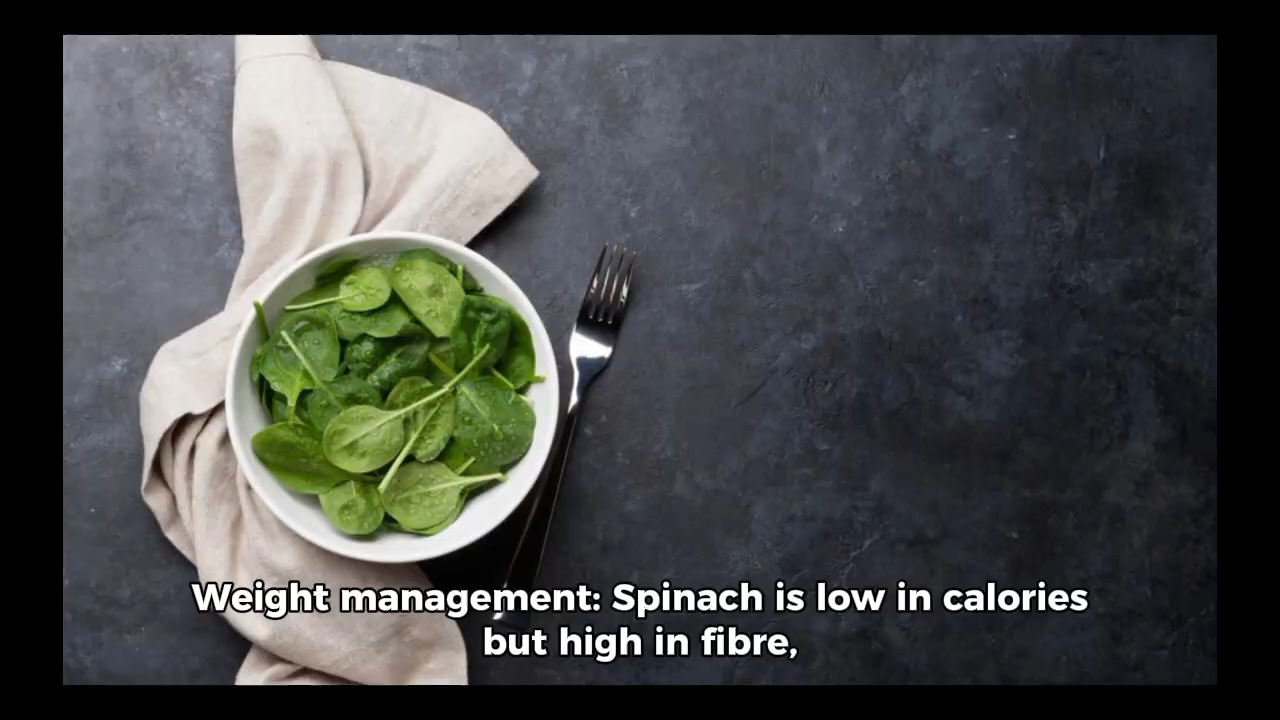 Weight management: Spinach is low in calories
but high in fibre,